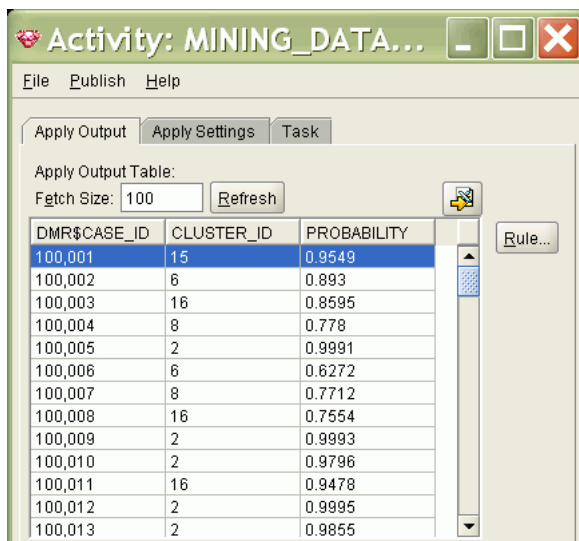 Activity: MINING_DATA...
File Publish Help
Apply Output Apply Settings Task
Apply Output Table:
Fetch Size: 100 Refresh
DMR$CASE_ID CLUSTER_ID PROBABILITY
Rule...
100,001 15 0.9549
100,002 6 0.893
100,003 16 0.8595
100,004 8 0.778
100,005 2 0.9991
100,006 6 0.6272
100,007 8 0.7712
100,008 16 0.7554
100,009 2 0.9993
100,010 2 0.9796
100,011 16 0.9478
100,012 2 0.9995
100,013 2 0.9855